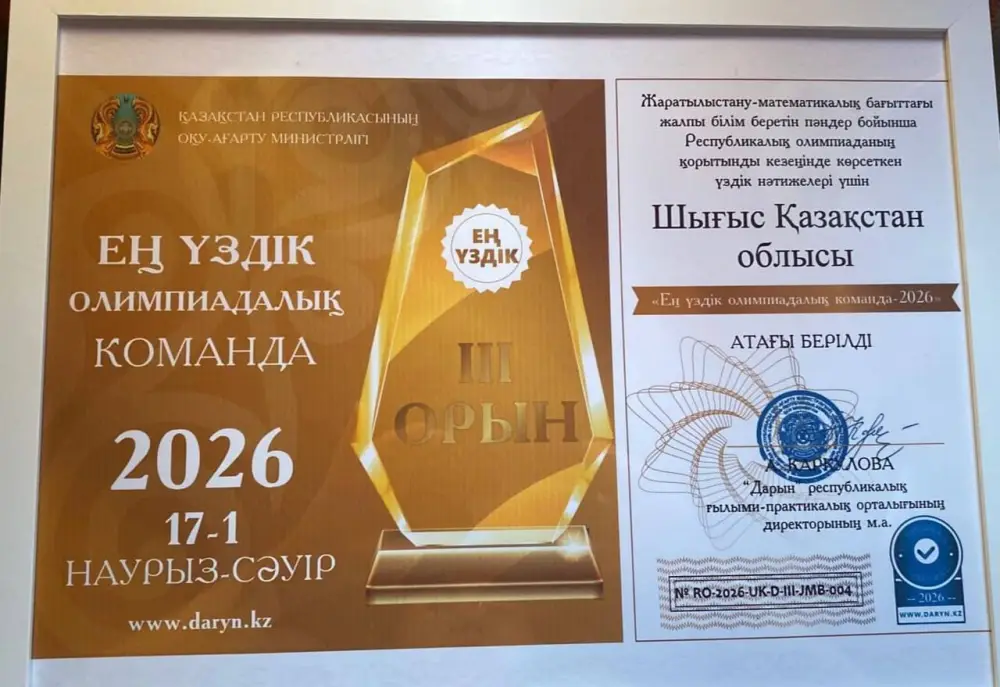 ҚАЗАҚСТАН РЕСПУБЛИКАСЫНЫҢ
ОҚУ-АҒАРТУ МИНИСТРЛІГІ
ЕҢ ҮЗДІК
ОЛИМПИАДАЛЫҚ
КОМАНДА
2026
17-1
НАУРЫЗ-СӘУІР
www.daryn.kz
ЕҢ
ҮЗДІК
III
ОРЫН
Жаратылыстану-математикалық бағыттағы
жалпы білім беретін пәндер бойынша
Республикалық олимпиаданың
қорытынды кезеңінде көрсеткен
үздік нәтижелері үшін
Шығыс Қазақстан
облысы
«Ең үздік олимпиадалық команда-2026»
АТАҒЫ БЕРІЛДІ
А. КАРКУЛОВА
"Дарын республикалық
ғылыми-практикалық орталығының
директорының м.а.
№ RO-2026-UK-D-III-JMB-004
2026
WWW.DARYN.KZ